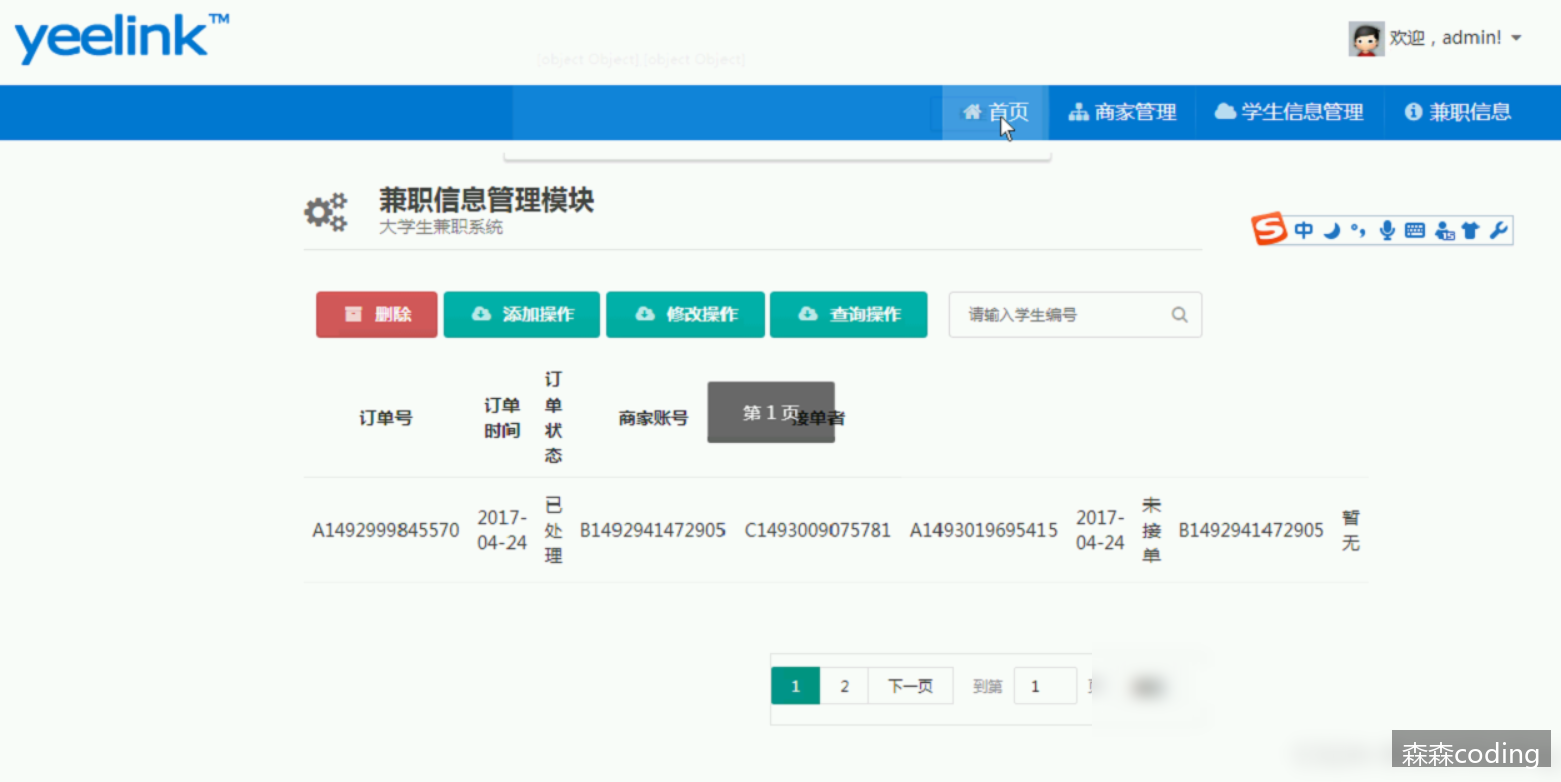 yeelink™
欢迎，admin!
[object Object] [object Object]
首页 商家管理 学生信息管理 兼职信息
兼职信息管理模块
大学生兼职系统
中
删除 添加操作 修改操作 查询操作 请输入学生编号
订单号 订单时间 订单状态 商家账号 接单者
第 1 页
A1492999845570 2017-04-24 已处理 B1492941472905 C1493009075781 A1493019695415 2017-04-24 未接单 B1492941472905 暂无
1 2 下一页 到第 1
森森coding